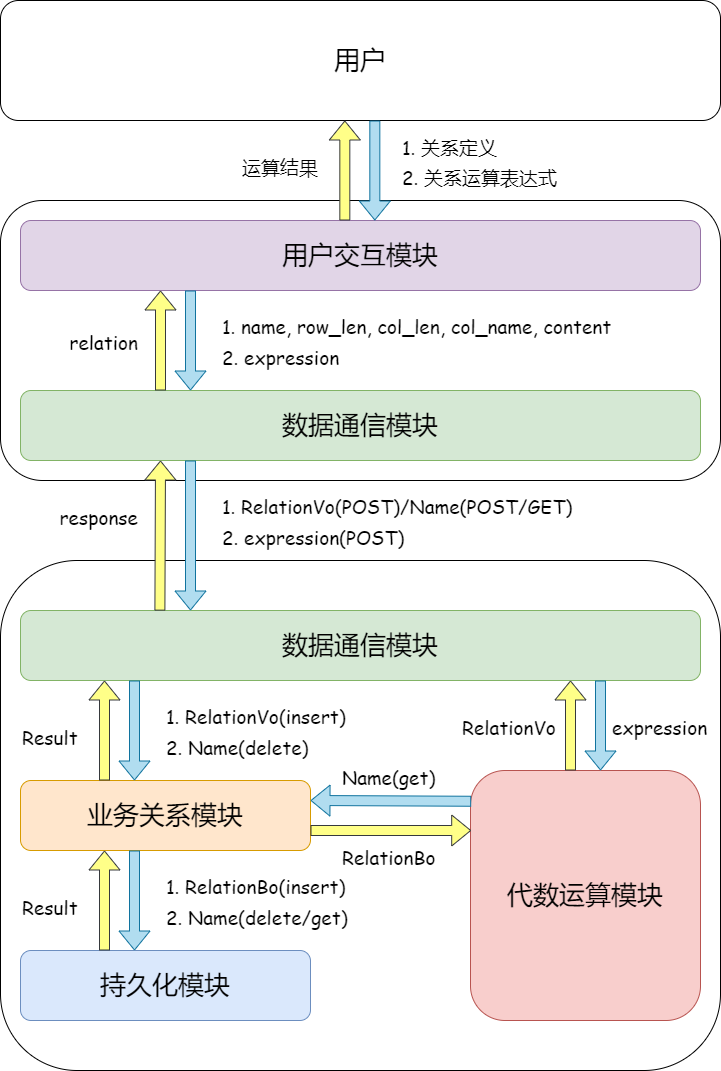 用户
运算结果
1. 关系定义
2. 关系运算表达式
用户交互模块
relation
1. name, row_len, col_len, col_name, content
2. expression
数据通信模块
response
1. RelationVo(POST)/Name(POST/GET)
2. expression(POST)
数据通信模块
Result
1. RelationVo(insert)
2. Name(delete)
RelationVo
expression
Name(get)
业务关系模块
RelationBo
代数运算模块
Result
1. RelationBo(insert)
2. Name(delete/get)
持久化模块